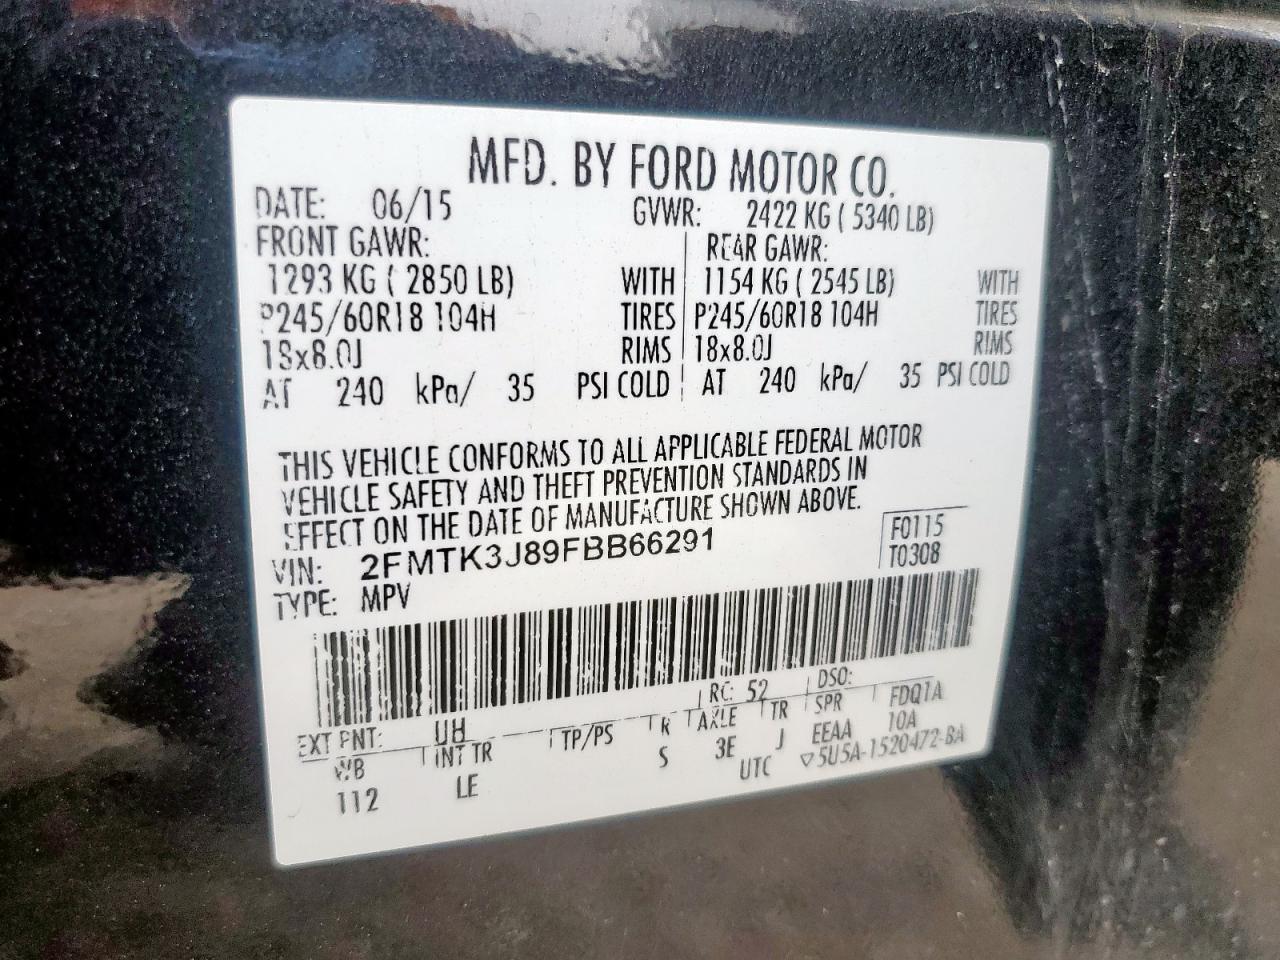 MFD. BY FORD MOTOR CO.
DATE: 06/15 GVWR: 2422 KG ( 5340 LB)
FRONT GAWR: REAR GAWR:
1293 KG ( 2850 LB) WITH 1154 KG ( 2545 LB) WITH
P245/60R18 104H TIRES P245/60R18 104H TIRES
18x8.0J RIMS 18x8.0J RIMS
AT 240 kPa/ 35 PSI COLD AT 240 kPa/ 35 PSI COLD
THIS VEHICLE CONFORMS TO ALL APPLICABLE FEDERAL MOTOR
VEHICLE SAFETY AND THEFT PREVENTION STANDARDS IN
EFFECT ON THE DATE OF MANUFACTURE SHOWN ABOVE.
VIN: 2FMTK3J89FBB66291 F0115
TYPE: MPV T0308
EXT PNT: UH RC: 52 DSO:
WB INT TR TP/PS R AXLE TR SPR FDQ1A
112 LE S 3E J EEAA 10A
UTC ▽5U5A-1520472-BA